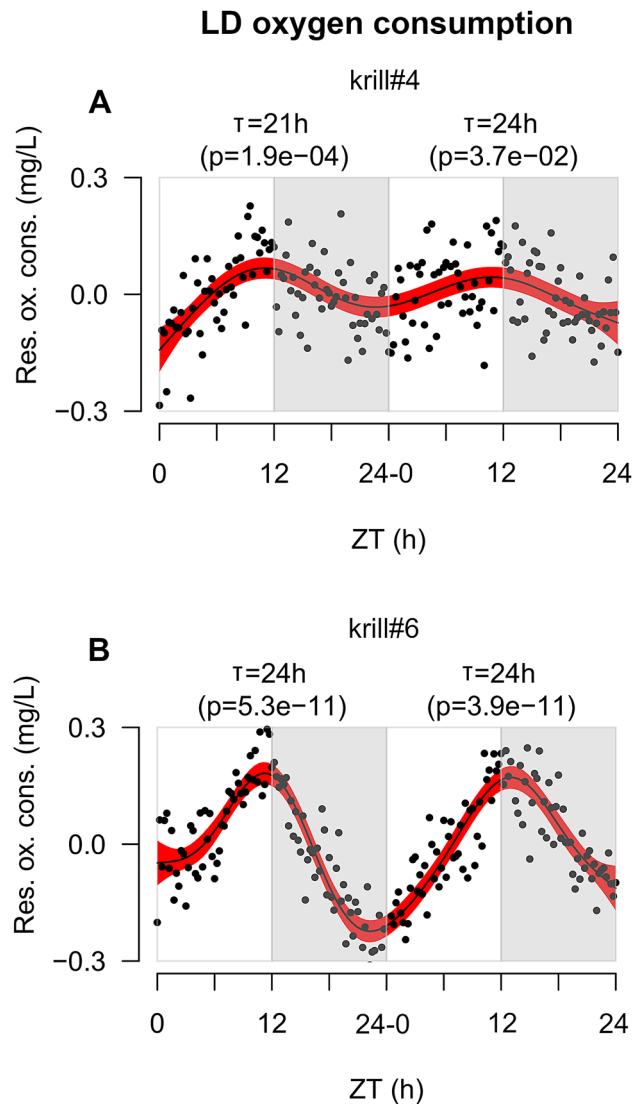 LD oxygen consumption
krill#4
A
τ=21h τ=24h
(p=1.9e−04) (p=3.7e−02)
Res. ox. cons. (mg/L)
0.3
0.0
−0.3
0 12 24-0 12 24
ZT (h)
krill#6
B
τ=24h τ=24h
(p=5.3e−11) (p=3.9e−11)
Res. ox. cons. (mg/L)
0.3
0.0
−0.3
0 12 24-0 12 24
ZT (h)